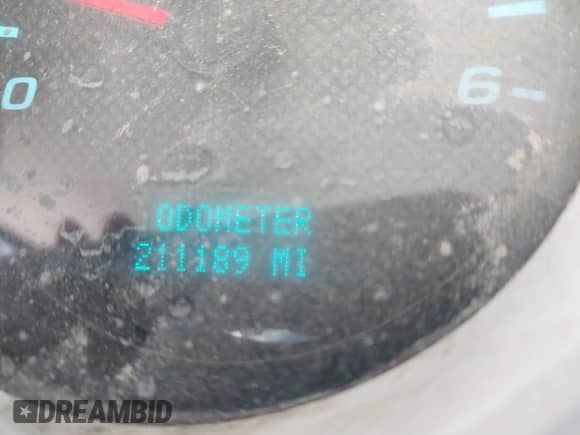 0
6
ODOMETER
211189 MI
DREAMBID